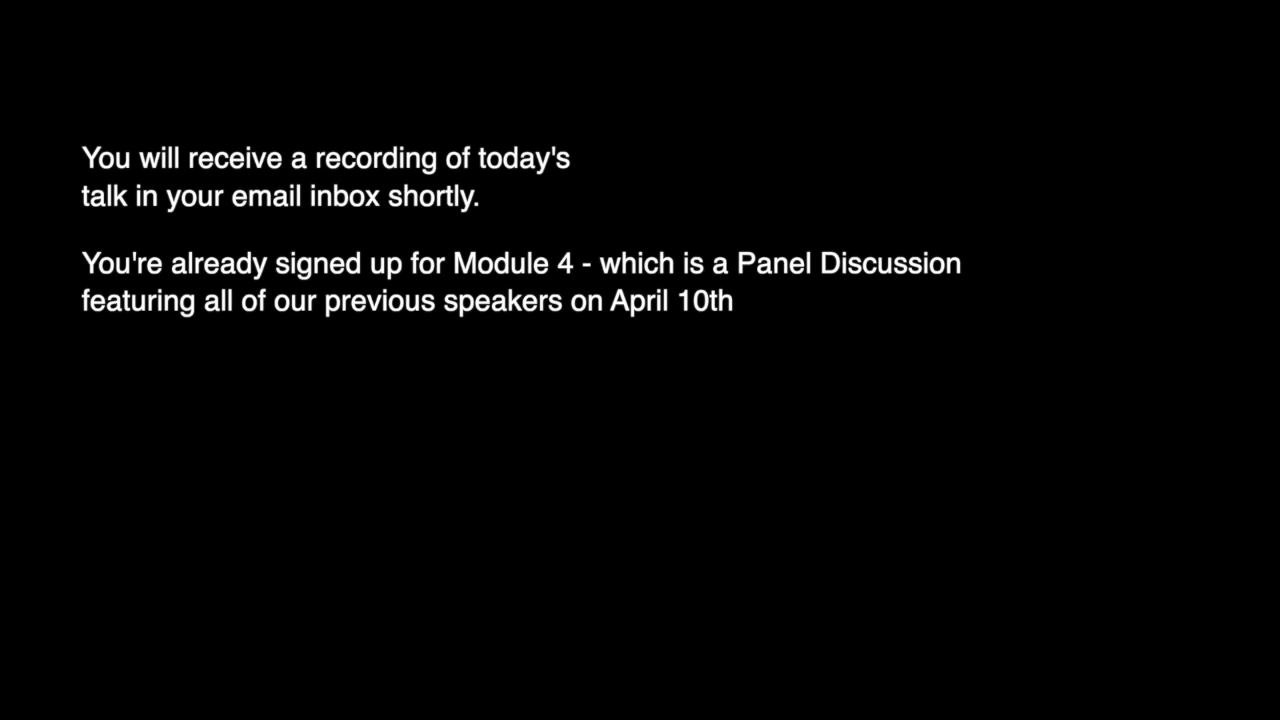 You will receive a recording of today's
talk in your email inbox shortly.
You're already signed up for Module 4 - which is a Panel Discussion
featuring all of our previous speakers on April 10th